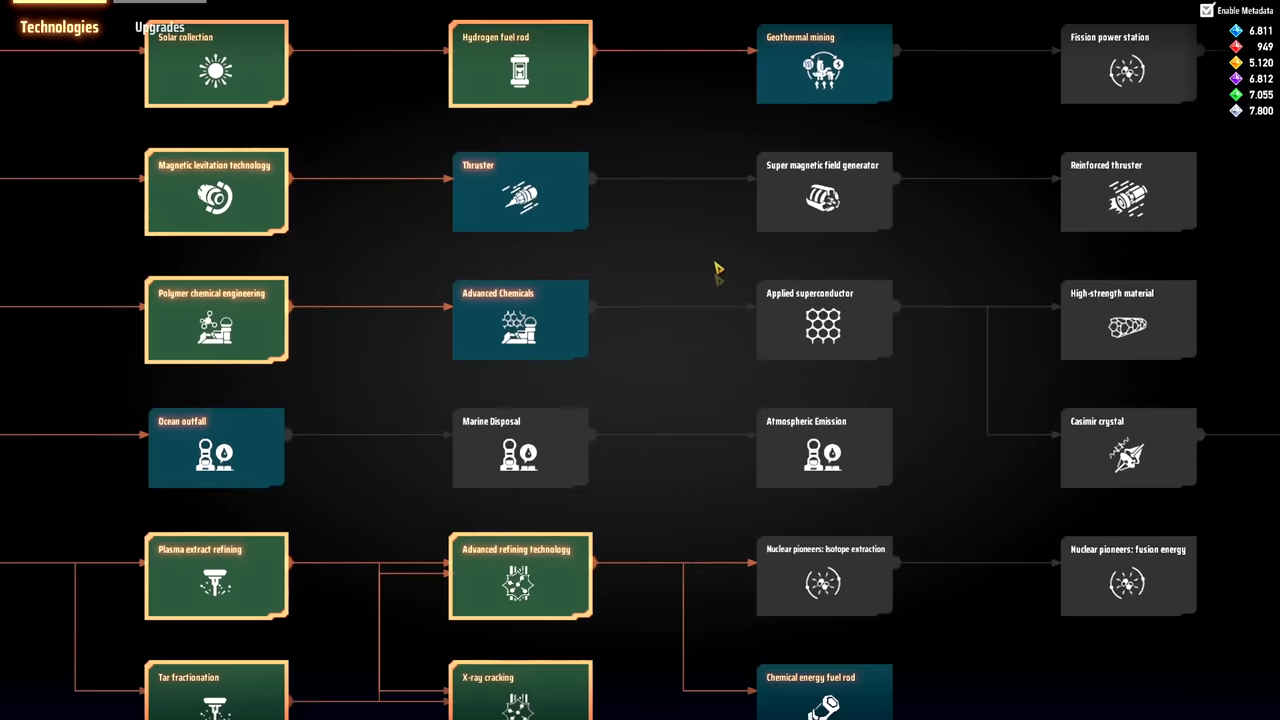 Enable Metadata
Technologies
Upgrades
6.811
949
5.120
6.812
7.055
7.800
Solar collection
Hydrogen fuel rod
Geothermal mining
Fission power station
Magnetic levitation technology
Thruster
Super magnetic field generator
Reinforced thruster
Polymer chemical engineering
Advanced Chemicals
Applied superconductor
High-strength material
Ocean outfall
Marine Disposal
Atmospheric Emission
Casimir crystal
Plasma extract refining
Advanced refining technology
Nuclear pioneers: Isotope extraction
Nuclear pioneers: fusion energy
Tar fractionation
X-ray cracking
Chemical energy fuel rod